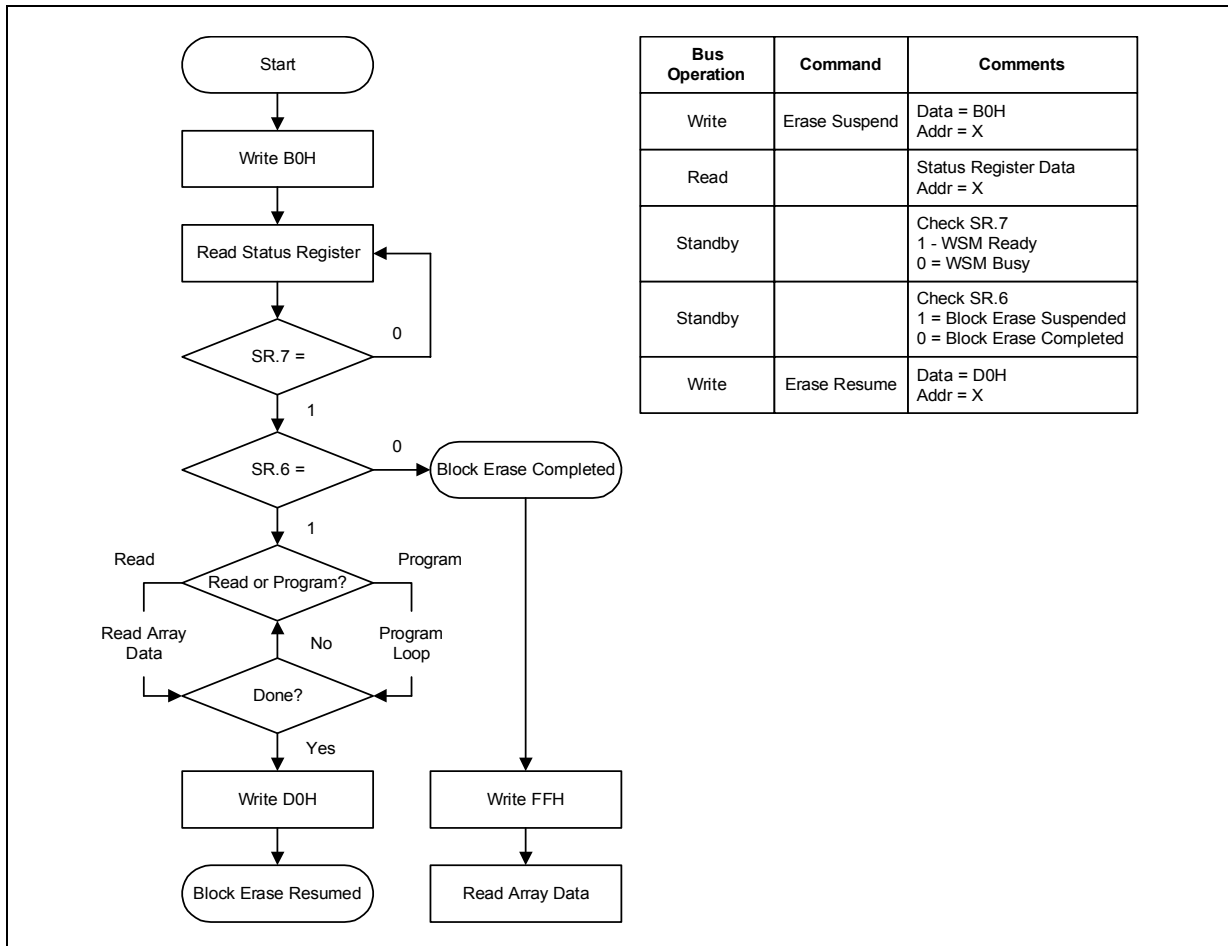 Start
Write B0H
Read Status Register
0
SR.7 =
1
0
SR.6 =
Block Erase Completed
1
Read
Program
Read or Program?
Read Array
Data
No
Program
Loop
Done?
Yes
Write D0H
Write FFH
Block Erase Resumed
Read Array Data
Bus
Operation
Command
Comments
Write
Erase Suspend
Data = B0H
Addr = X
Read
Status Register Data
Addr = X
Standby
Check SR.7
1 - WSM Ready
0 = WSM Busy
Standby
Check SR.6
1 = Block Erase Suspended
0 = Block Erase Completed
Write
Erase Resume
Data = D0H
Addr = X